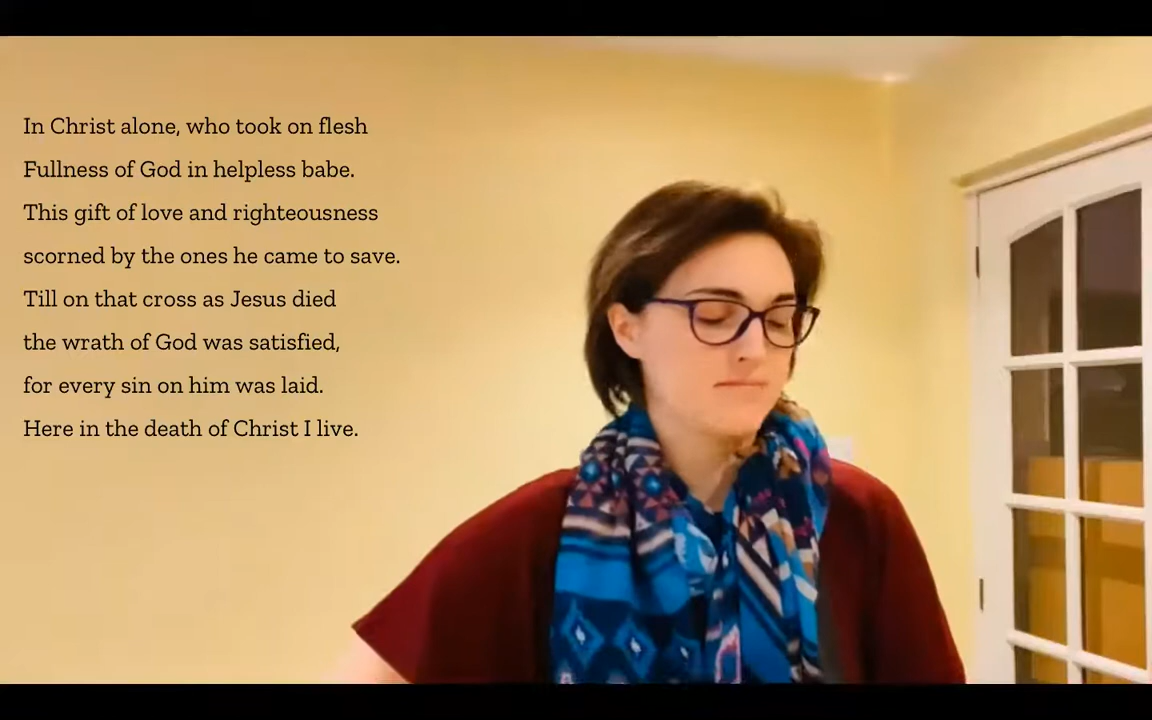 In Christ alone, who took on flesh
Fullness of God in helpless babe.
This gift of love and righteousness
scorned by the ones he came to save.
Till on that cross as Jesus died
the wrath of God was satisfied,
for every sin on him was laid.
Here in the death of Christ I live.